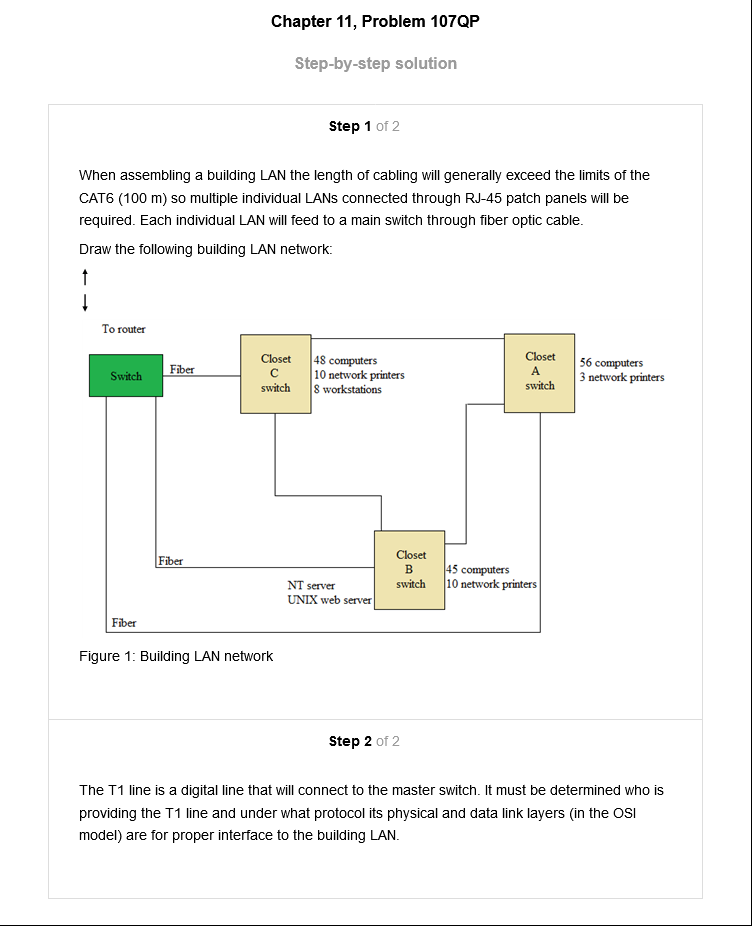 Chapter 11, Problem 107QP
Step-by-step solution
Step 1 of 2
When assembling a building LAN the length of cabling will generally exceed the limits of the
CAT6 (100 m) so multiple individual LANs connected through RJ-45 patch panels will be
required. Each individual LAN will feed to a main switch through fiber optic cable.
Draw the following building LAN network:
To router
Switch
Fiber
Closet
C
switch
48 computers
10 network printers
8 workstations
Closet
A
switch
56 computers
3 network printers
Fiber
NT server
UNIX web server
Closet
B
switch
45 computers
10 network printers
Fiber
Figure 1: Building LAN network
Step 2 of 2
The T1 line is a digital line that will connect to the master switch. It must be determined who is
providing the T1 line and under what protocol its physical and data link layers (in the OSI
model) are for proper interface to the building LAN.